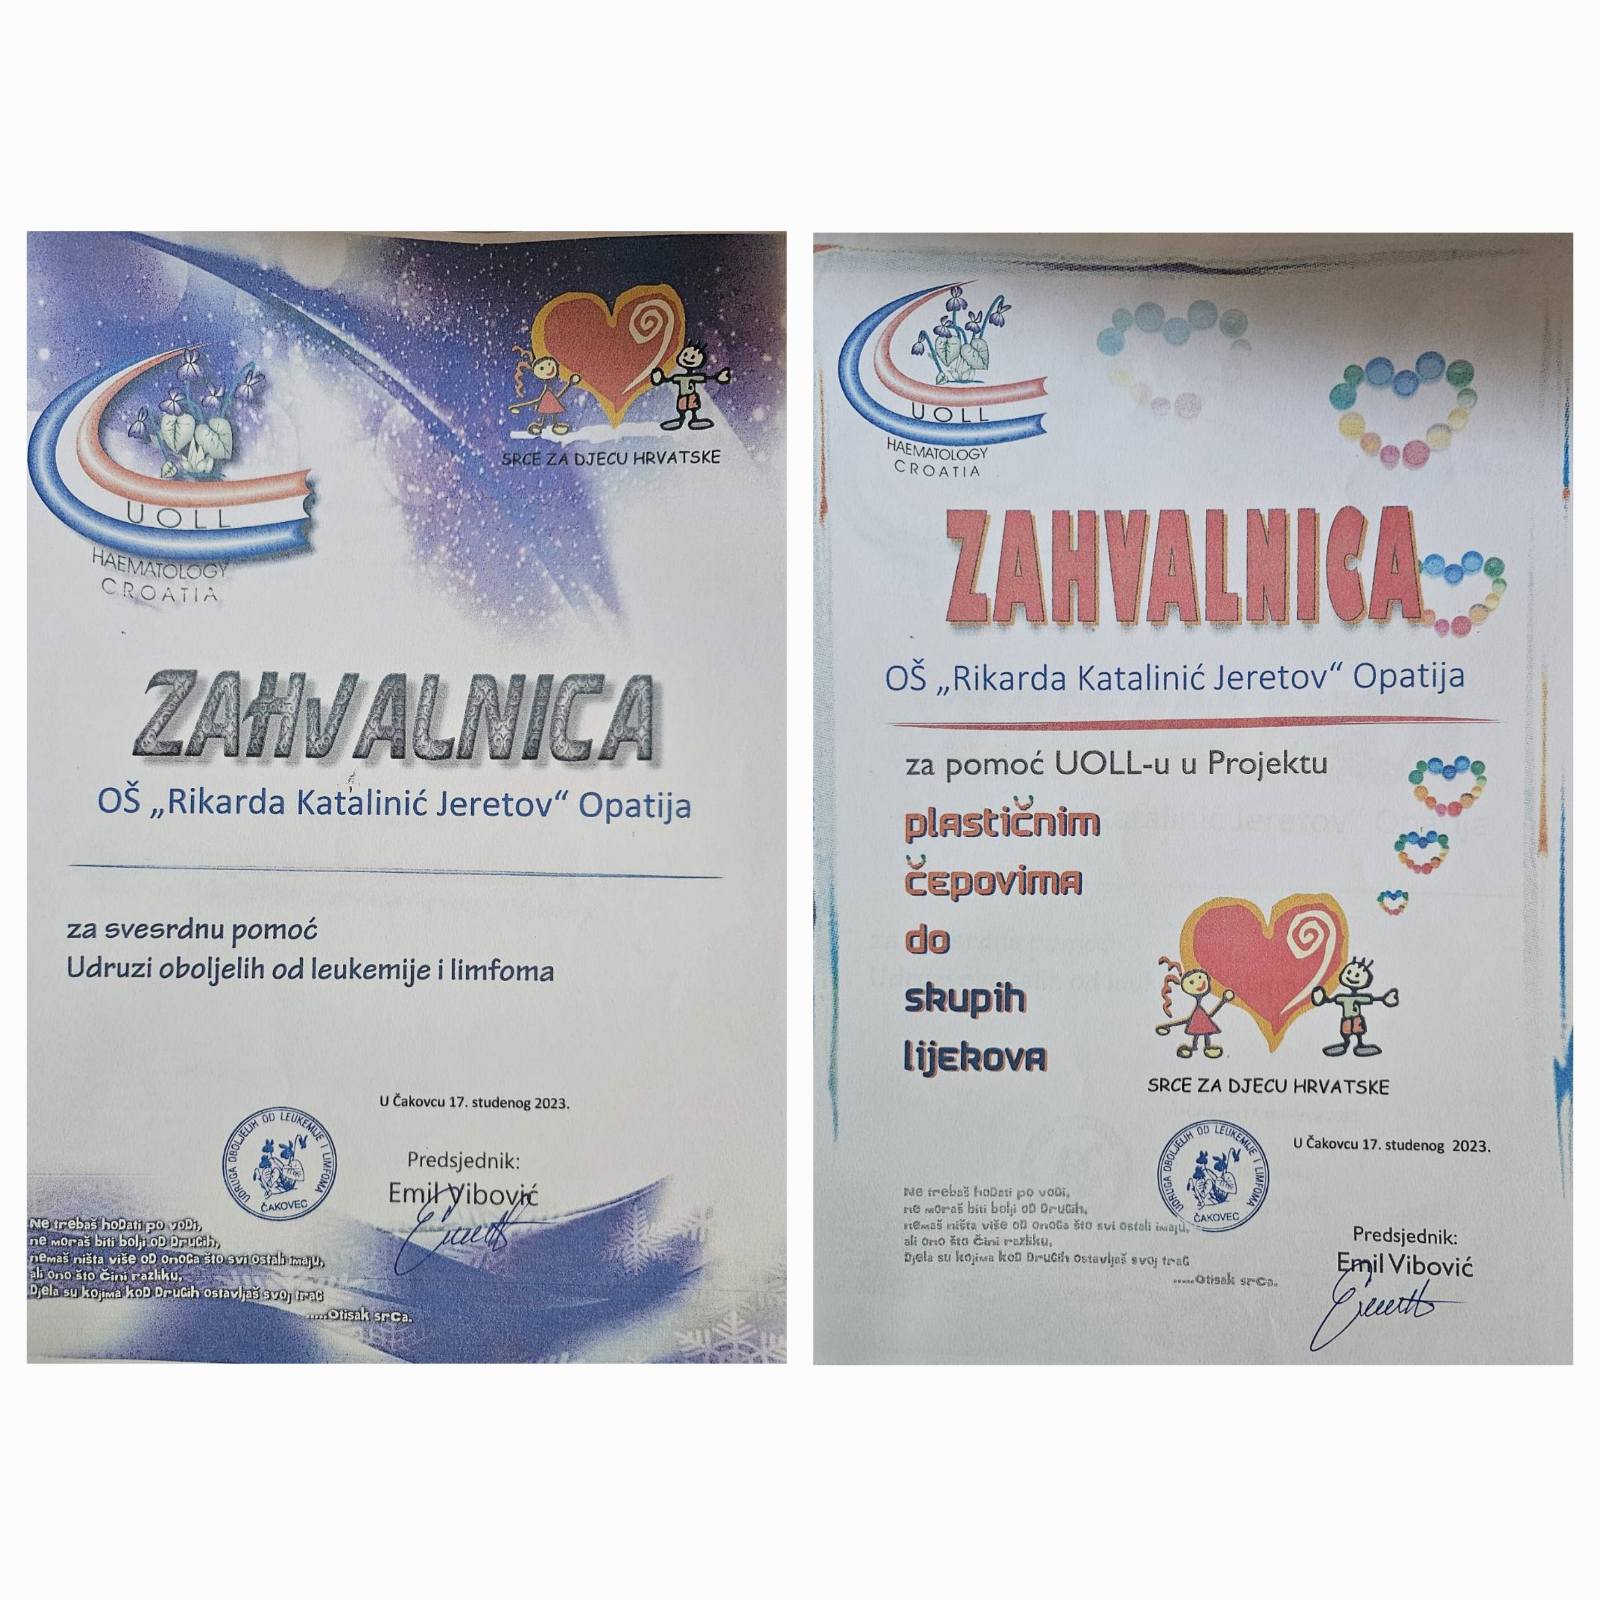 SRCE ZA DJECU HRVATSKE
UOLL
HAEMATOLOGY
CROATIA
ZAHVALNICA
OŠ „Rikarda Katalinić Jeretov“ Opatija
za svesrdnu pomoć
Udruzi oboljelih od leukemije i limfoma
U Čakovcu 17. studenog 2023.
UDRUGA OBOLJELIH OD LEUKEMIJE I LIMFOMA
ČAKOVEC
Predsjednik:
Emil Vibović
Ne trebaš hodati po vodi,
ne moraš biti bolji od drugih,
nemaš ništa više od onoga što svi ostali imaju,
ali ono što čini razliku,
Djela su kojima kod drugih ostavljaš svoj trag
.....Otisak srca.
UOLL
HAEMATOLOGY
CROATIA
ZAHVALNICA
OŠ „Rikarda Katalinić Jeretov“ Opatija
za pomoć UOLL-u u Projektu
plastičnim
čepovima
do
skupih
lijekova
SRCE ZA DJECU HRVATSKE
UDRUGA OBOLJELIH OD LEUKEMIJE I LIMFOMA
ČAKOVEC
U Čakovcu 17. studenog 2023.
Ne trebaš hodati po vodi,
ne moraš biti bolji od drugih,
nemaš ništa više od onoga što svi ostali imaju,
ali ono što čini razliku,
Djela su kojima kod drugih ostavljaš svoj trag
.....Otisak srca.
Predsjednik:
Emil Vibović